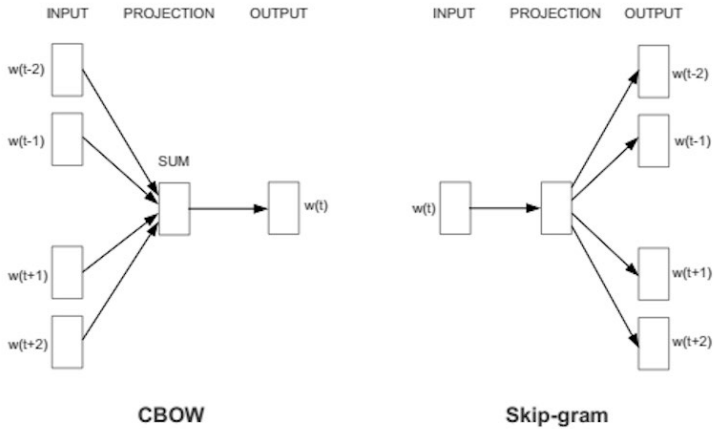 INPUT PROJECTION OUTPUT
w(t-2)
w(t-1)
SUM
w(t)
w(t+1)
w(t+2)
CBOW
INPUT PROJECTION OUTPUT
w(t-2)
w(t-1)
w(t)
w(t+1)
w(t+2)
Skip-gram